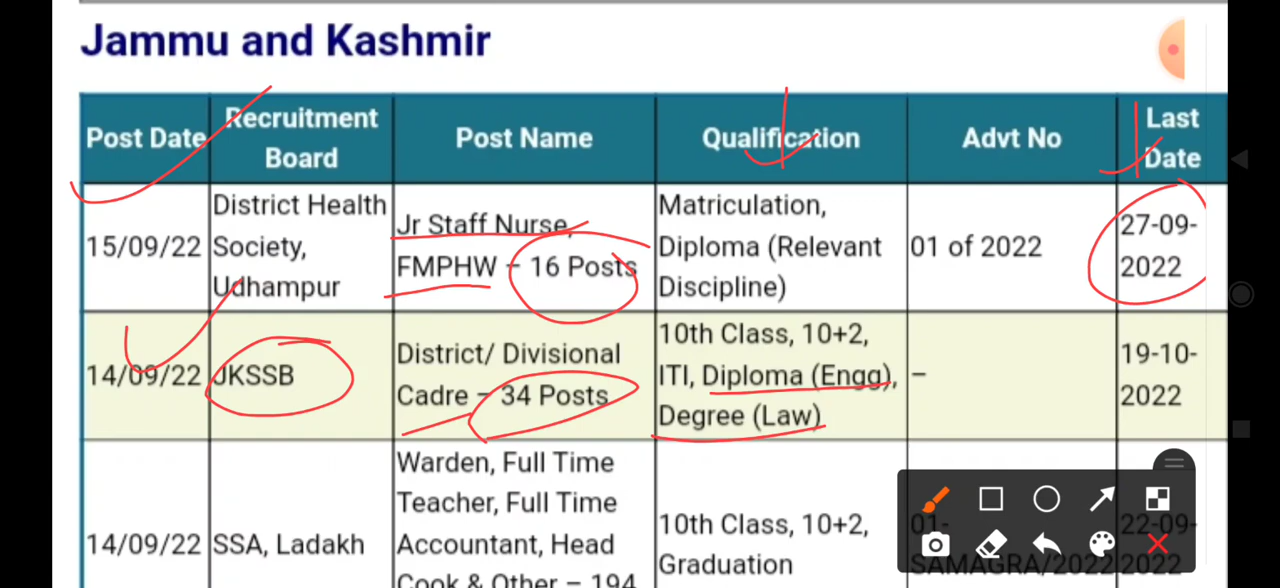 Jammu and Kashmir
Post Date
Recruitment
Board
Post Name
Qualification
Advt No
Last
Date
15/09/22
District Health
Society,
Udhampur
Jr Staff Nurse,
FMPHW – 16 Posts
Matriculation,
Diploma (Relevant
Discipline)
01 of 2022
27-09-
2022
14/09/22
JKSSB
District/ Divisional
Cadre – 34 Posts
10th Class, 10+2,
ITI, Diploma (Engg),
Degree (Law)
–
19-10-
2022
14/09/22
SSA, Ladakh
Warden, Full Time
Teacher, Full Time
Accountant, Head
Cook & Other – 194
10th Class, 10+2,
Graduation
01-
SAMAGRA/2022
22-09-
2022